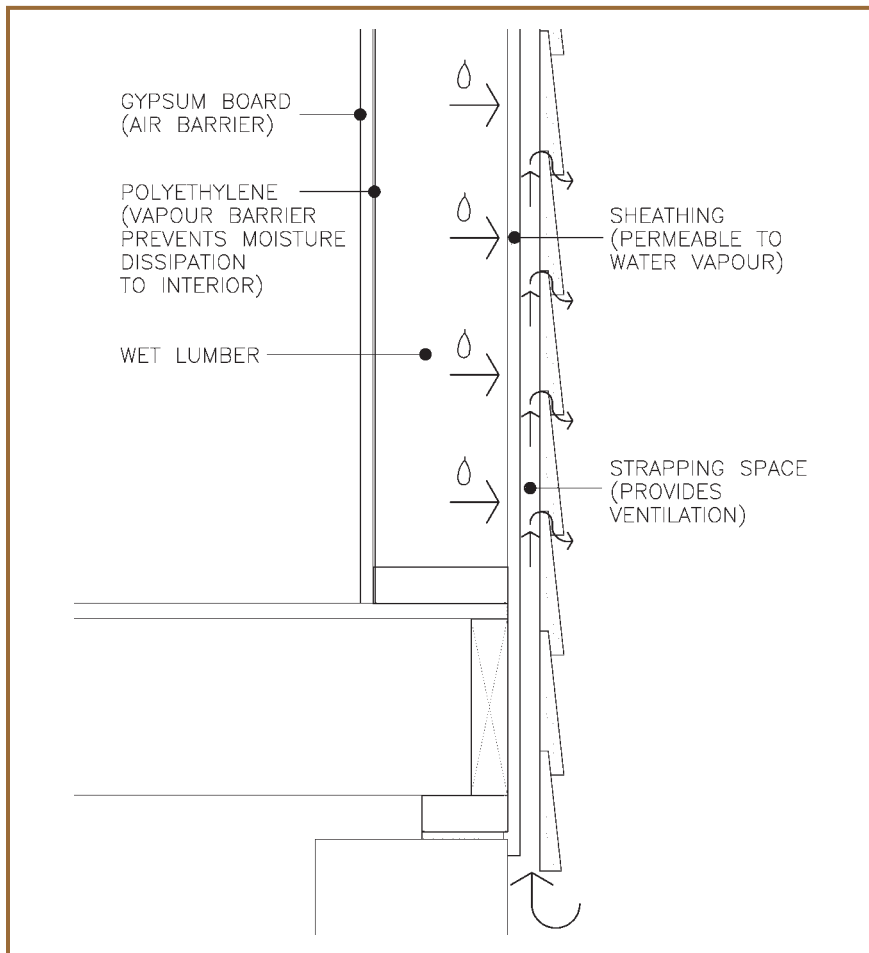 GYPSUM BOARD
(AIR BARRIER)
POLYETHYLENE
(VAPOUR BARRIER
PREVENTS MOISTURE
DISSIPATION
TO INTERIOR)
WET LUMBER
SHEATHING
(PERMEABLE TO
WATER VAPOUR)
STRAPPING SPACE
(PROVIDES
VENTILATION)